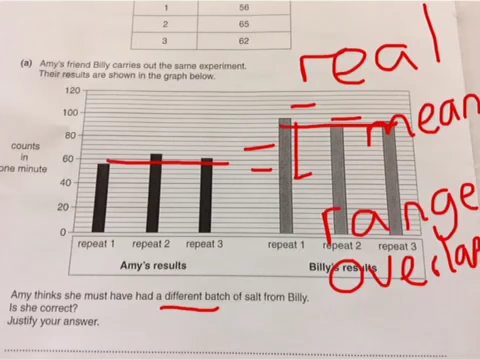 1 56
2 65
3 62
(a) Amy's friend Billy carries out the same experiment.
Their results are shown in the graph below.
real
mean
range
overlap
120
100
80
60
40
20
0
counts
in
one minute
repeat 1 repeat 2 repeat 3 repeat 1 repeat 2 repeat 3
Amy's results Billy's results
Amy thinks she must have had a different batch of salt from Billy.
Is she correct?
Justify your answer.